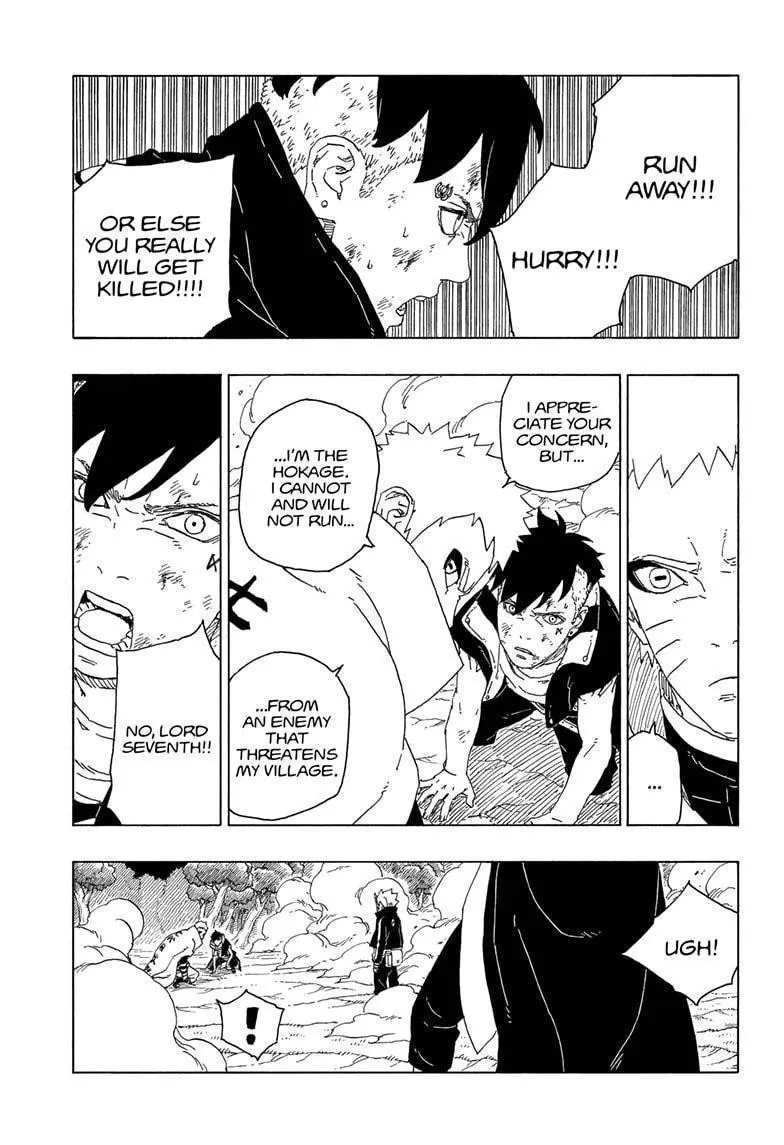 RUN
AWAY!!!
HURRY!!!
OR ELSE
YOU REALLY
WILL GET
KILLED!!!!
...
I APPRE-
CIATE YOUR
CONCERN,
BUT...
...I'M THE
HOKAGE.
I CANNOT
AND WILL
NOT RUN...
...FROM
AN ENEMY
THAT
THREATENS
MY VILLAGE.
七
NO, LORD
SEVENTH!!
UGH!
!